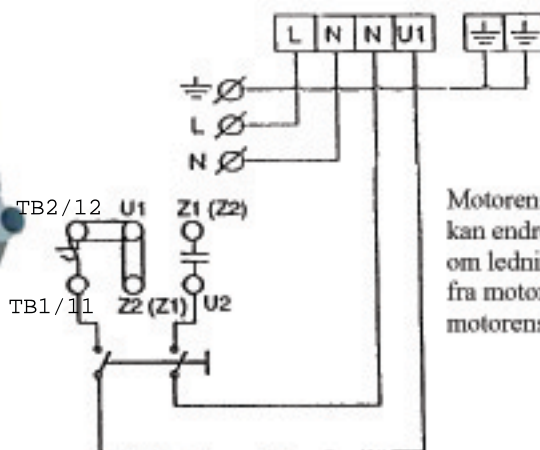 L N N U1
L
N
TB2/12 U1 Z1 (Z2)
TB1/11 Z2 (Z1) U2
Motoren
kan endr
om ledni
fra motor
motorens